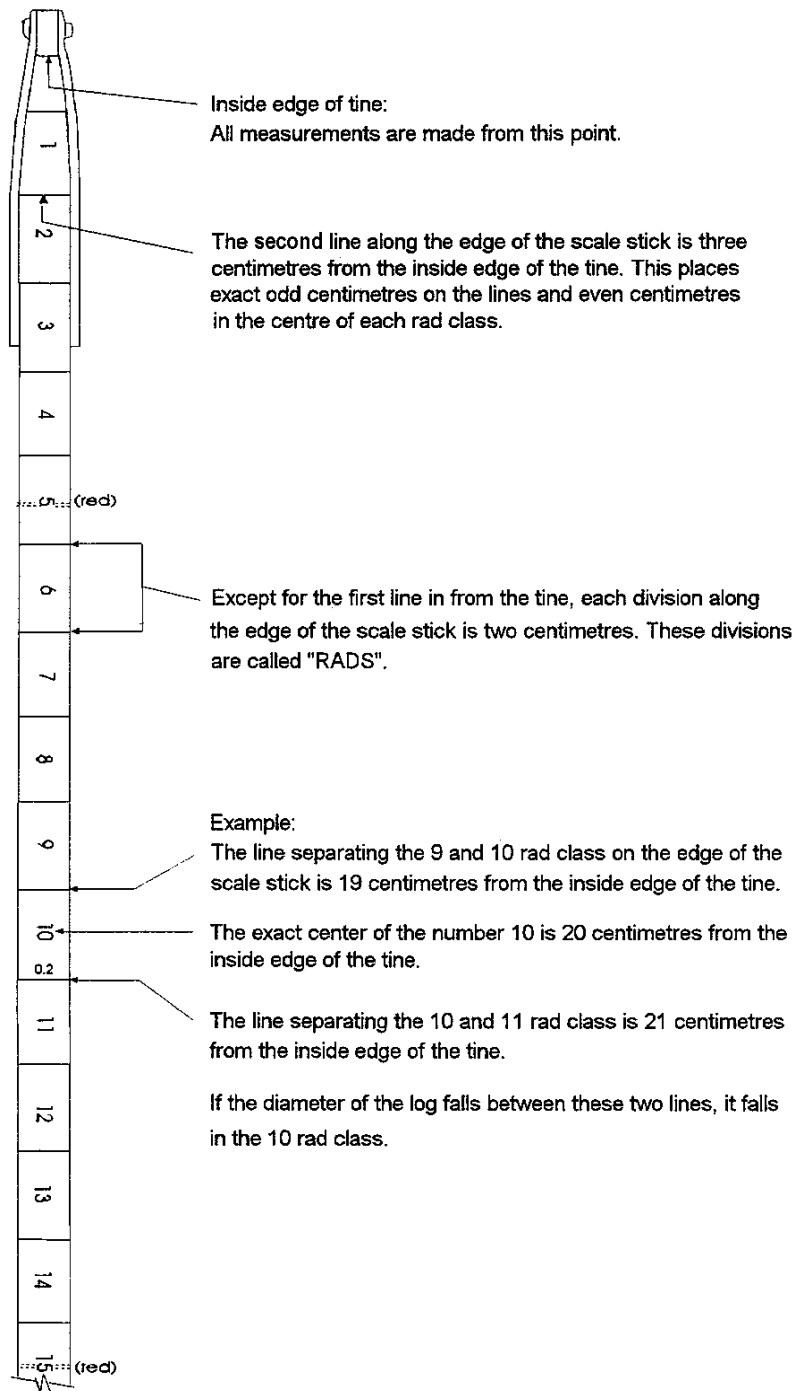 Inside edge of tine:
All measurements are made from this point.
1
The second line along the edge of the scale stick is three
centimetres from the inside edge of the tine. This places
exact odd centimetres on the lines and even centimetres
in the centre of each rad class.
2
3
4
5 (red)
6
Except for the first line in from the tine, each division along
the edge of the scale stick is two centimetres. These divisions
are called "RADS".
7
8
Example:
The line separating the 9 and 10 rad class on the edge of the
scale stick is 19 centimetres from the inside edge of the tine.
9
The exact center of the number 10 is 20 centimetres from the
inside edge of the tine.
10
0.2
The line separating the 10 and 11 rad class is 21 centimetres
from the inside edge of the tine.
11
If the diameter of the log falls between these two lines, it falls
in the 10 rad class.
12
13
14
15 (red)